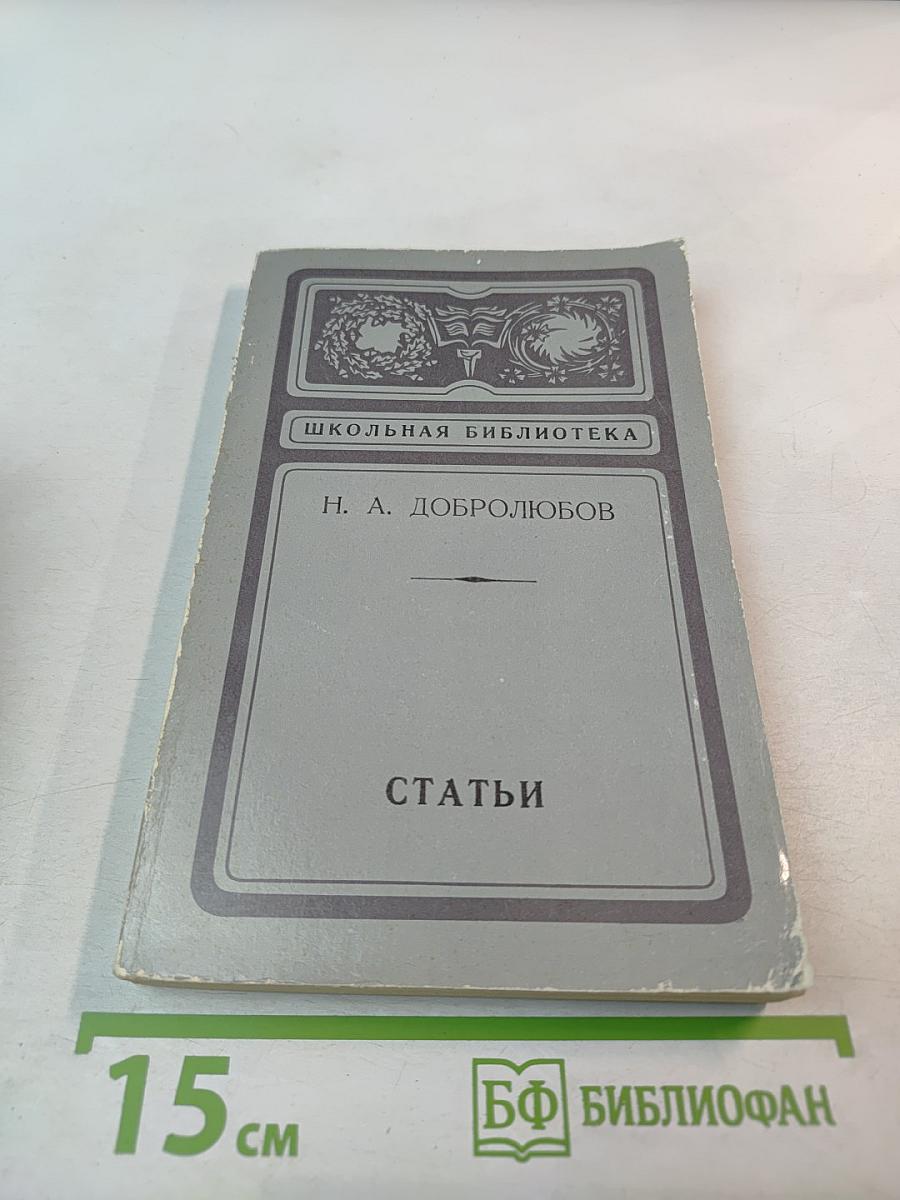 ШКОЛЬНАЯ БИБЛИОТЕКА
Н. А. ДОБРОЛЮБОВ
СТАТЬИ
15 см
БФ БИБЛИОФАН